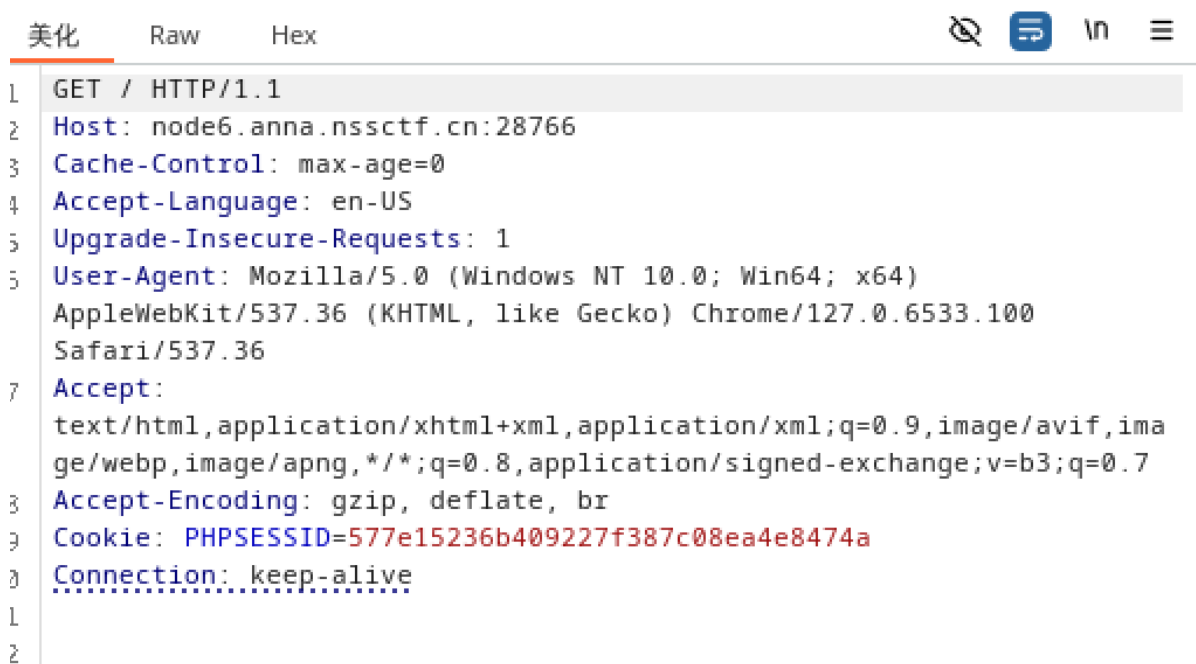 美化 Raw Hex \n
1 GET / HTTP/1.1
2 Host: node6.anna.nssctf.cn:28766
3 Cache-Control: max-age=0
4 Accept-Language: en-US
5 Upgrade-Insecure-Requests: 1
6 User-Agent: Mozilla/5.0 (Windows NT 10.0; Win64; x64)
AppleWebKit/537.36 (KHTML, like Gecko) Chrome/127.0.6533.100
Safari/537.36
7 Accept:
text/html,application/xhtml+xml,application/xml;q=0.9,image/avif,ima
ge/webp,image/apng,*/*;q=0.8,application/signed-exchange;v=b3;q=0.7
8 Accept-Encoding: gzip, deflate, br
9 Cookie: PHPSESSID=577e15236b409227f387c08ea4e8474a
0 Connection: keep-alive
1
2